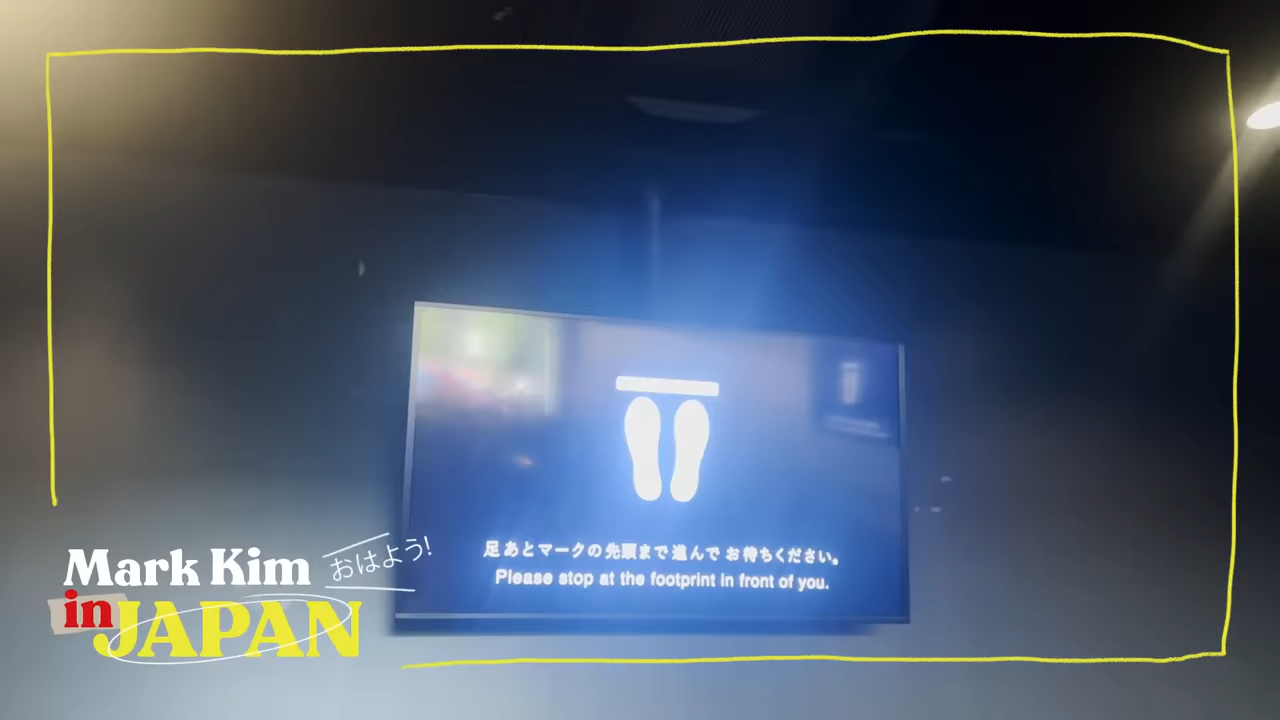 足あとマークの先頭まで進んでお待ちください。
Please stop at the footprint in front of you.
Mark Kim おはよう!
in JAPAN